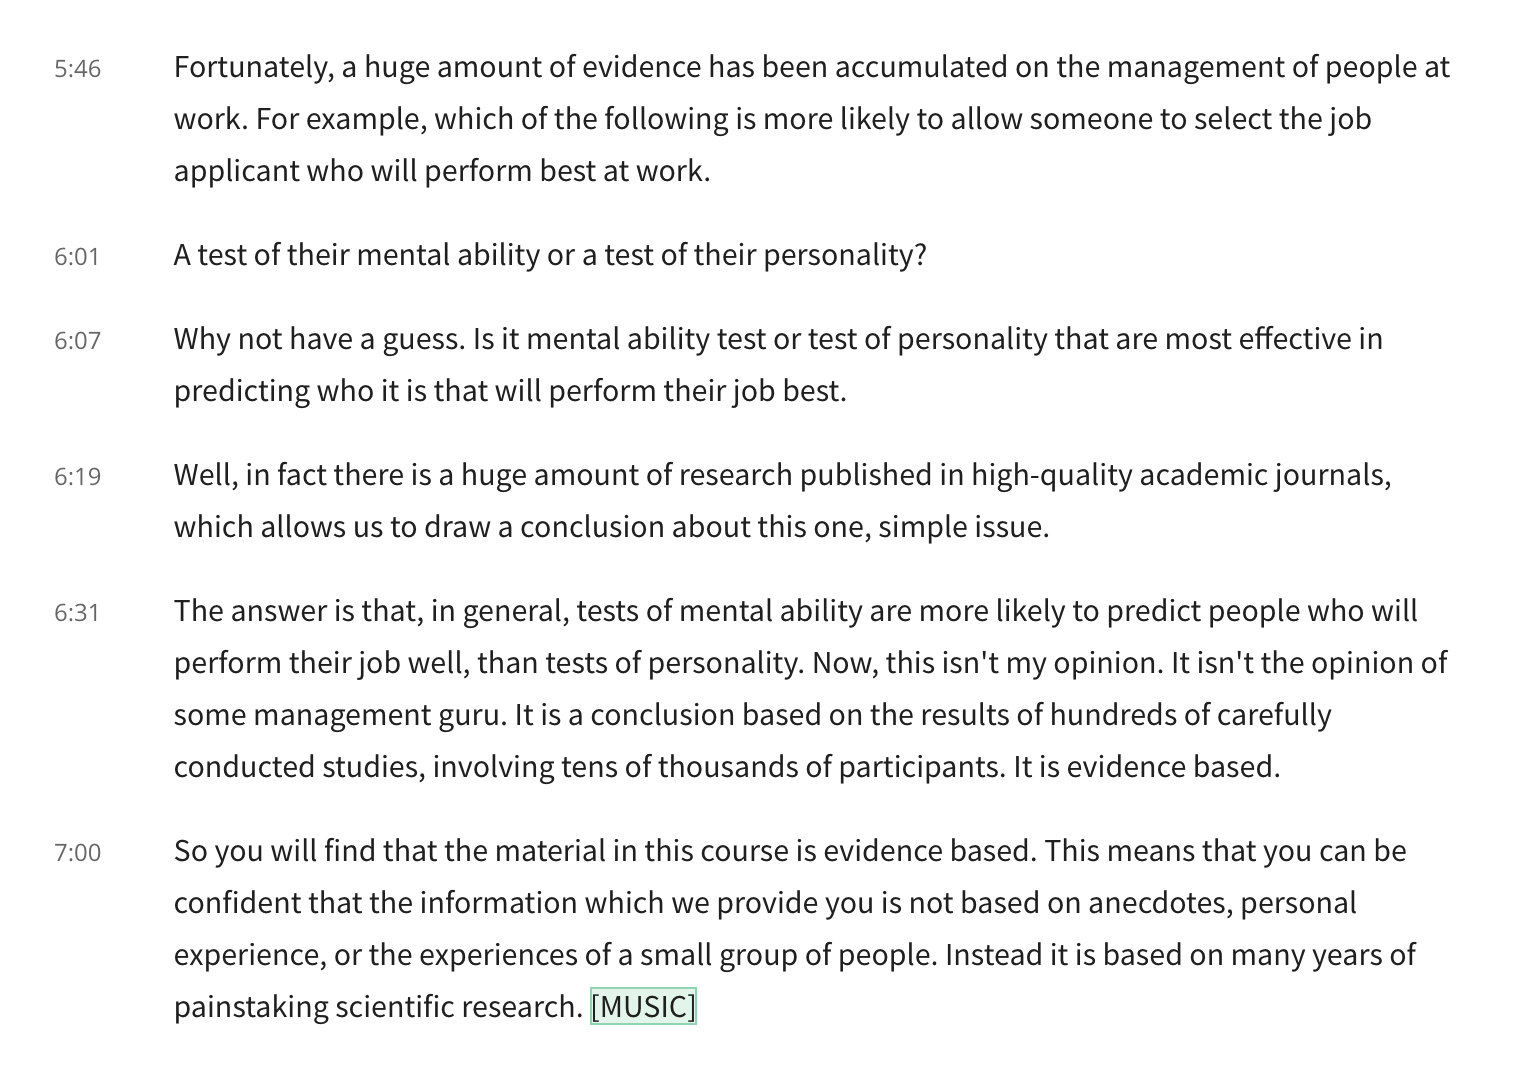 5:46 Fortunately, a huge amount of evidence has been accumulated on the management of people at
work. For example, which of the following is more likely to allow someone to select the job
applicant who will perform best at work.
6:01 A test of their mental ability or a test of their personality?
6:07 Why not have a guess. Is it mental ability test or test of personality that are most effective in
predicting who it is that will perform their job best.
6:19 Well, in fact there is a huge amount of research published in high-quality academic journals,
which allows us to draw a conclusion about this one, simple issue.
6:31 The answer is that, in general, tests of mental ability are more likely to predict people who will
perform their job well, than tests of personality. Now, this isn't my opinion. It isn't the opinion of
some management guru. It is a conclusion based on the results of hundreds of carefully
conducted studies, involving tens of thousands of participants. It is evidence based.
7:00 So you will find that the material in this course is evidence based. This means that you can be
confident that the information which we provide you is not based on anecdotes, personal
experience, or the experiences of a small group of people. Instead it is based on many years of
painstaking scientific research. [MUSIC]